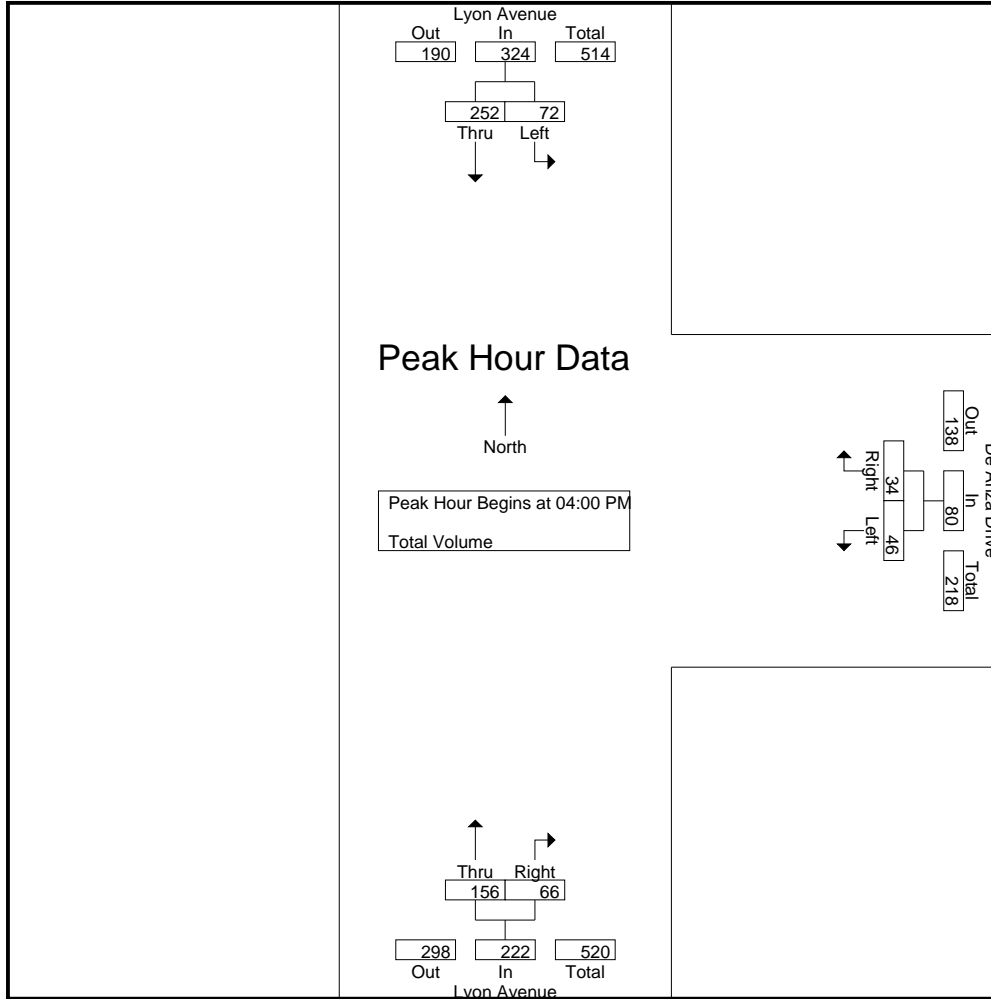 Lyon Avenue
Out In Total
190 324 514
252 72
Thru Left
Peak Hour Data
North
Peak Hour Begins at 04:00 PM
Total Volume
Out In Total
138 80 218
Right Left
34 46
Drive
Thru Right
156 66
298 222 520
Out In Total
Lyon Avenue